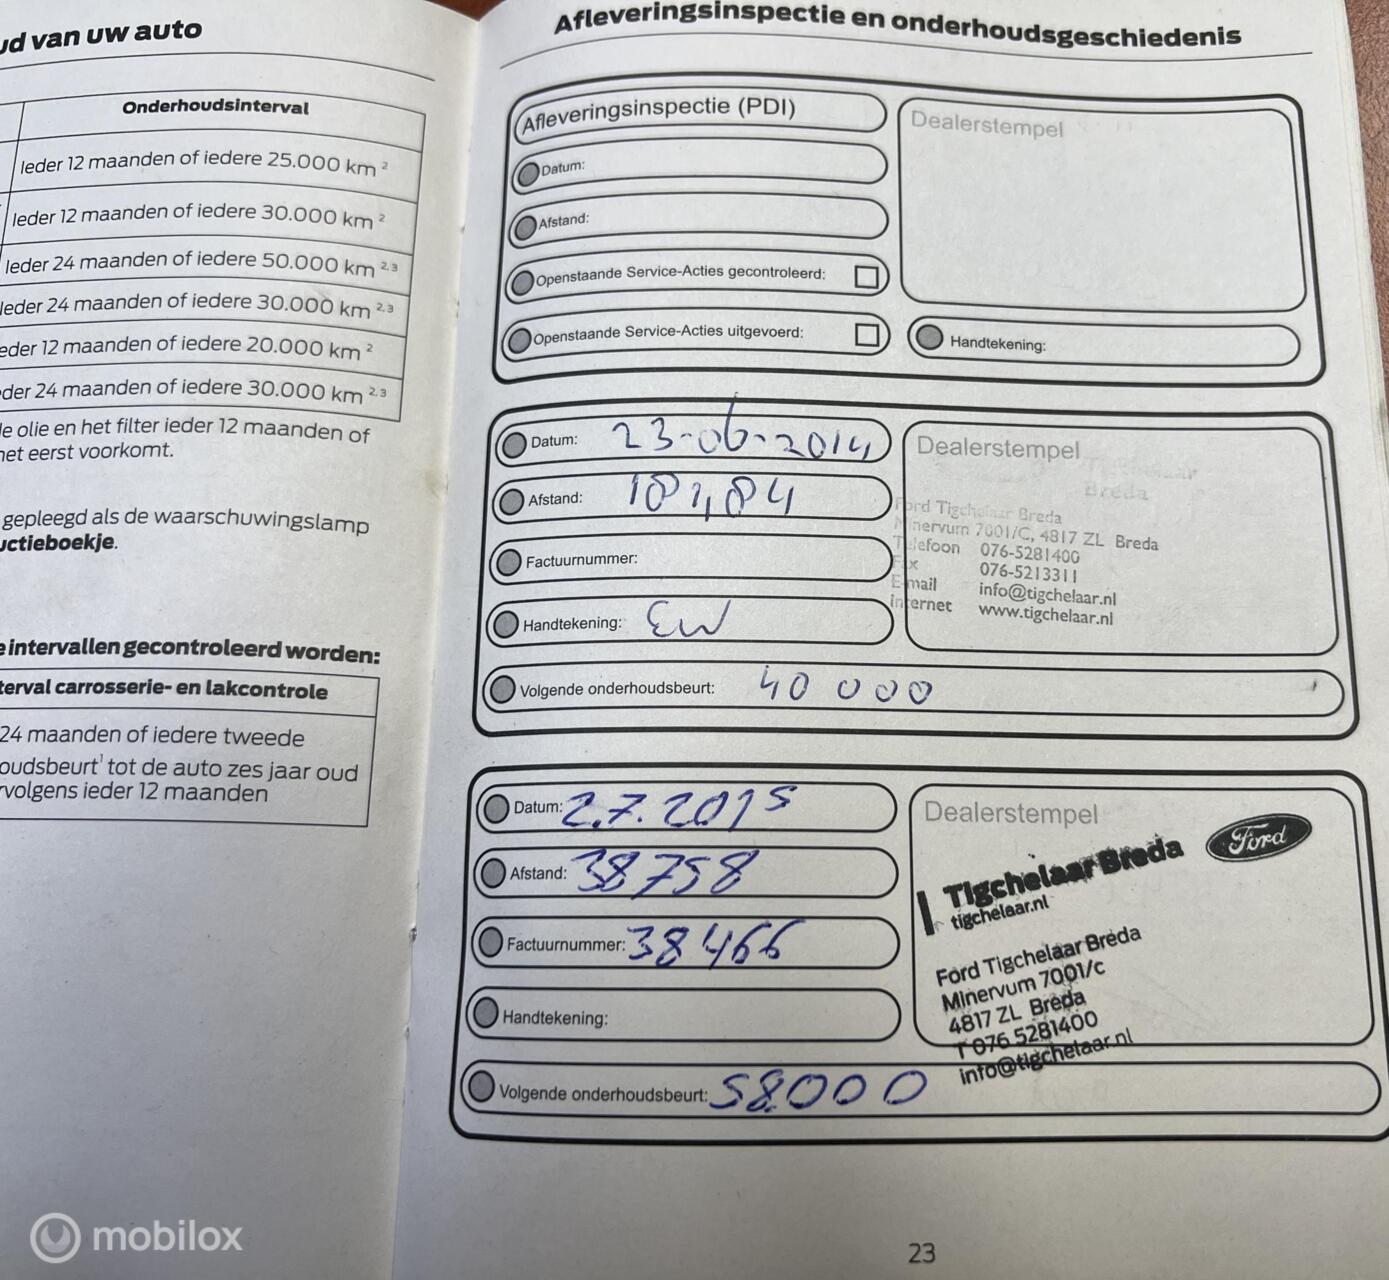 ud van uw auto
Onderhoudsinterval
Ieder 12 maanden of iedere 25.000 km 2
Ieder 12 maanden of iedere 30.000 km 2
Ieder 24 maanden of iedere 50.000 km 2,3
Ieder 24 maanden of iedere 30.000 km 2,3
eder 12 maanden of iedere 20.000 km 2
der 24 maanden of iedere 30.000 km 2,3
e olie en het filter ieder 12 maanden of
het eerst voorkomt.
gepleegd als de waarschuwingslamp
uctieboekje.
e intervallen gecontroleerd worden:
terval carrosserie- en lakcontrole
24 maanden of iedere tweede
oudsbeurt1 tot de auto zes jaar oud
rvolgens ieder 12 maanden
Afleveringsinspectie en onderhoudsgeschiedenis
Afleveringsinspectie (PDI)
Datum:
Afstand:
Openstaande Service-Acties gecontroleerd:
Openstaande Service-Acties uitgevoerd:
Dealerstempel
Handtekening:
Datum: 23-06-2014
Afstand:
Factuurnummer:
Handtekening: EW
Volgende onderhoudsbeurt: 40 000
Dealerstempel
Breda
Ford Tigchelaar Breda
Minervum 7001/C, 4817 ZL Breda
Telefoon 076-5281400
Fax 076-5213311
E-mail info@tigchelaar.nl
Internet www.tigchelaar.nl
Datum: 2.7.2015
Afstand: 38758
Factuurnummer: 38466
Handtekening:
Volgende onderhoudsbeurt: 58000
Dealerstempel
Tigchelaar Breda
Ford
tigchelaar.nl
Ford Tigchelaar Breda
Minervum 7001/c
4817 ZL Breda
T 076 5281400
info@tigchelaar.nl
23
mobilox